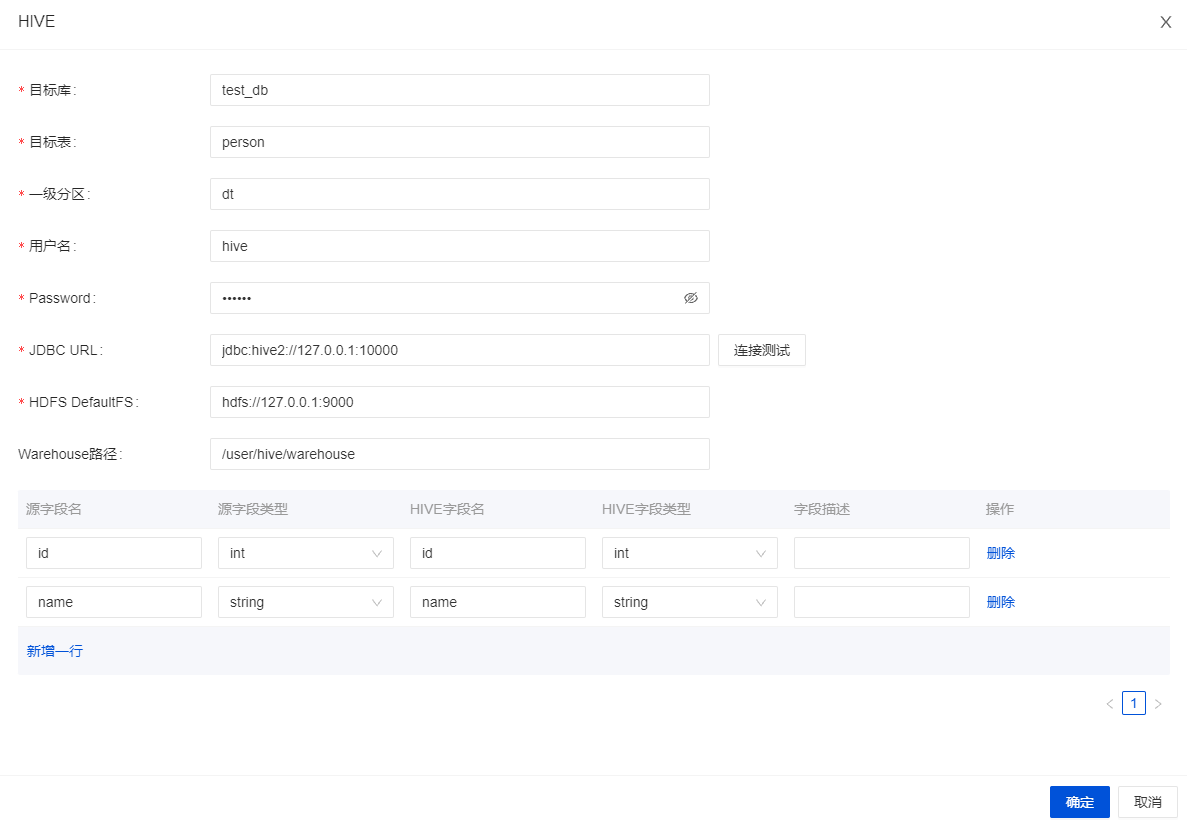 HIVE X
* 目标库: test_db
* 目标表: person
* 一级分区: dt
* 用户名: hive
* Password: ••••••
* JDBC URL: jdbc:hive2://127.0.0.1:10000 连接测试
* HDFS DefaultFS: hdfs://127.0.0.1:9000
Warehouse路径: /user/hive/warehouse
源字段名 源字段类型 HIVE字段名 HIVE字段类型 字段描述 操作
id int id int 删除
name string name string 删除
新增一行
< 1 >
确定 取消